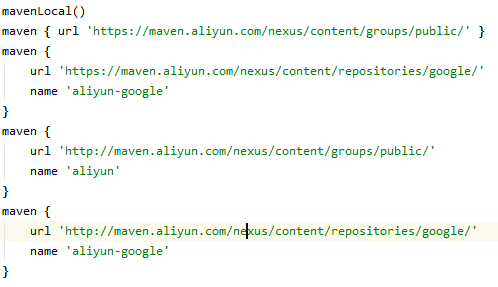 mavenLocal()
maven { url 'https://maven.aliyun.com/nexus/content/groups/public/' }
maven {
    url 'https://maven.aliyun.com/nexus/content/repositories/google/'
    name 'aliyun-google'
}
maven {
    url 'http://maven.aliyun.com/nexus/content/groups/public/'
    name 'aliyun'
}
maven {
    url 'http://maven.aliyun.com/nexus/content/repositories/google/'
    name 'aliyun-google'
}